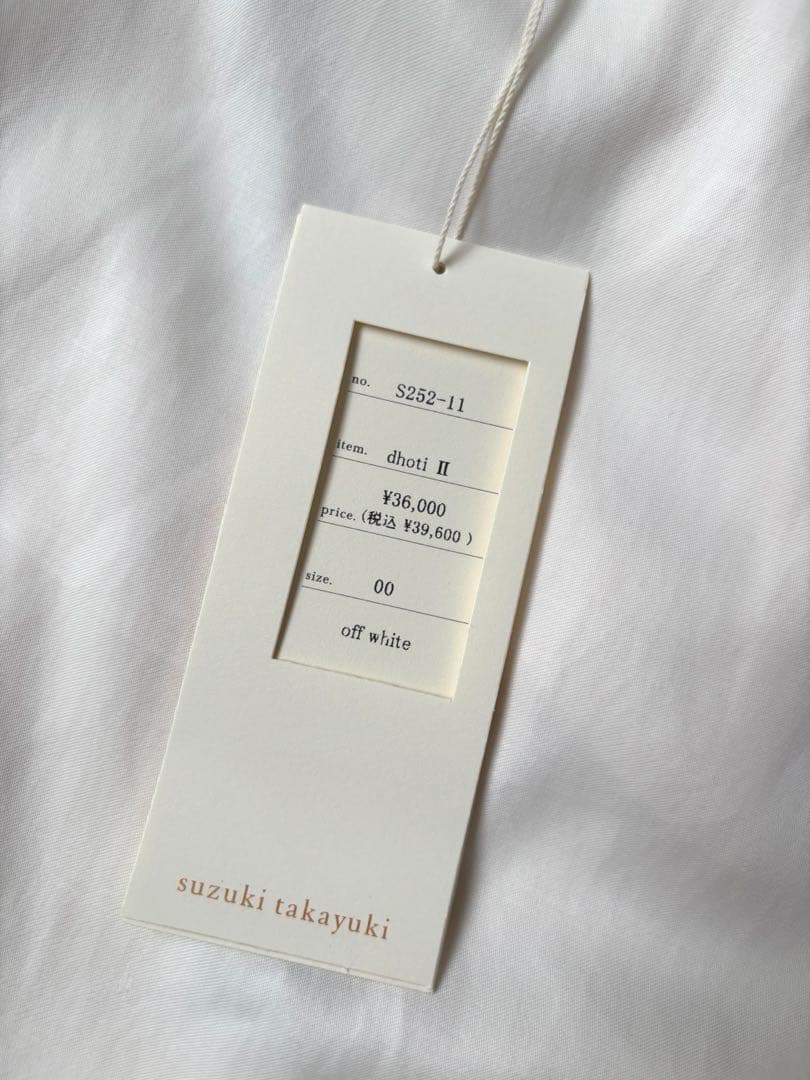 no. S252-11
item. dhoti Ⅱ
¥36,000
price. (税込 ¥39,600 )
size. 00
off white
suzuki takayuki